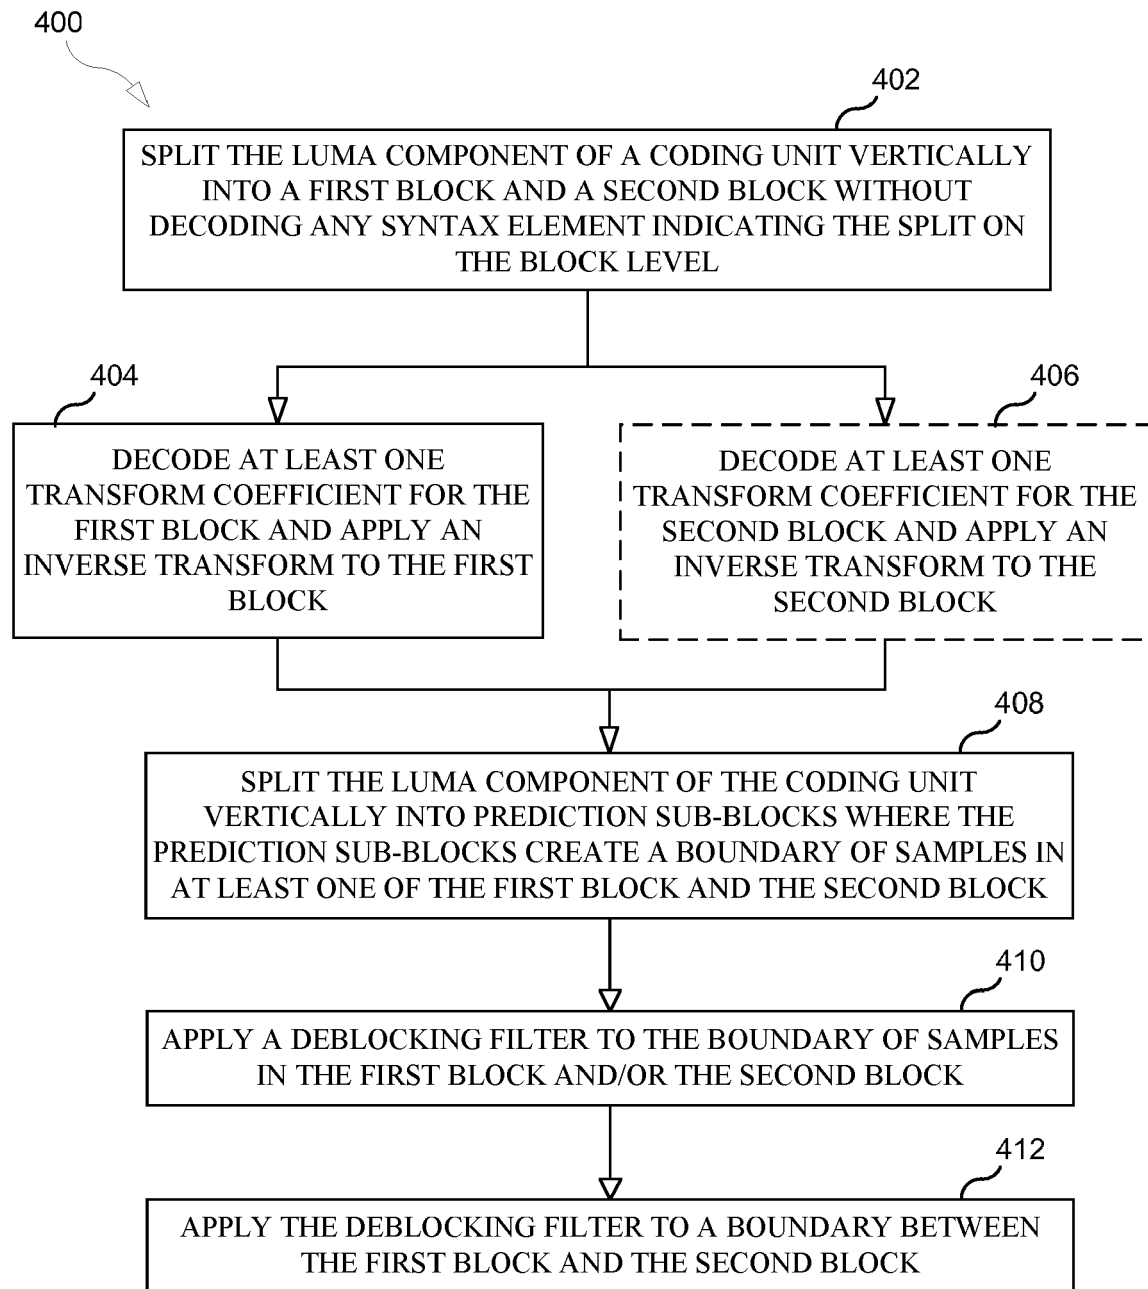 400
402
SPLIT THE LUMA COMPONENT OF A CODING UNIT VERTICALLY
INTO A FIRST BLOCK AND A SECOND BLOCK WITHOUT
DECODING ANY SYNTAX ELEMENT INDICATING THE SPLIT ON
THE BLOCK LEVEL
404
DECODE AT LEAST ONE
TRANSFORM COEFFICIENT FOR THE
FIRST BLOCK AND APPLY AN
INVERSE TRANSFORM TO THE FIRST
BLOCK
406
DECODE AT LEAST ONE
TRANSFORM COEFFICIENT FOR THE
SECOND BLOCK AND APPLY AN
INVERSE TRANSFORM TO THE
SECOND BLOCK
408
SPLIT THE LUMA COMPONENT OF THE CODING UNIT
VERTICALLY INTO PREDICTION SUB-BLOCKS WHERE THE
PREDICTION SUB-BLOCKS CREATE A BOUNDARY OF SAMPLES IN
AT LEAST ONE OF THE FIRST BLOCK AND THE SECOND BLOCK
410
APPLY A DEBLOCKING FILTER TO THE BOUNDARY OF SAMPLES
IN THE FIRST BLOCK AND/OR THE SECOND BLOCK
412
APPLY THE DEBLOCKING FILTER TO A BOUNDARY BETWEEN
THE FIRST BLOCK AND THE SECOND BLOCK